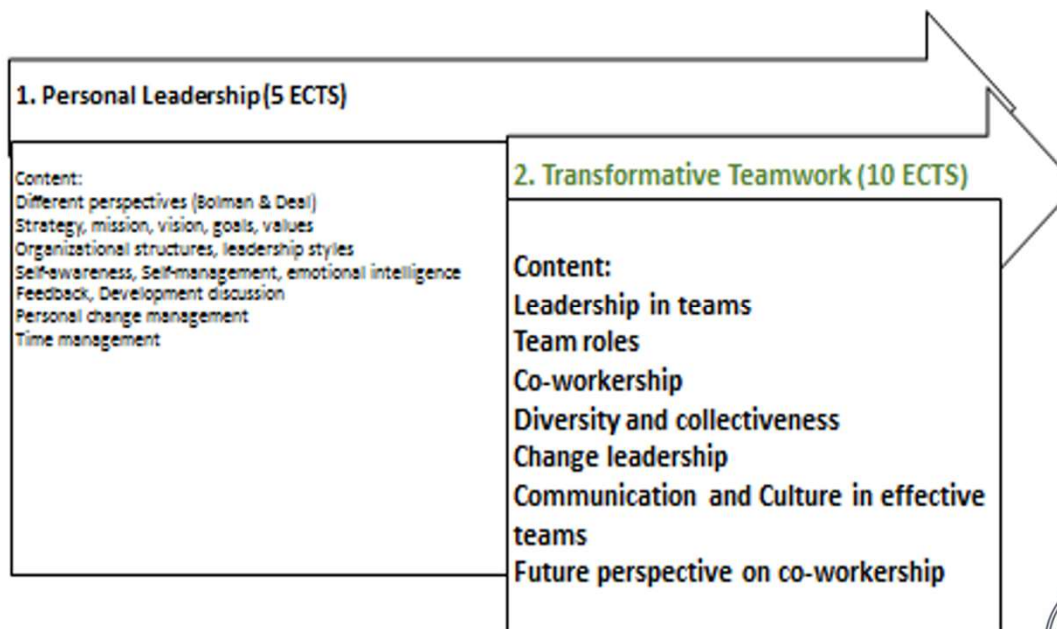 1. Personal Leadership (5 ECTS)
Content:
Different perspectives (Bolman & Deal)
Strategy, mission, vision, goals, values
Organizational structures, leadership styles
Self-awareness, Self-management, emotional intelligence
Feedback, Development discussion
Personal change management
Time management
2. Transformative Teamwork (10 ECTS)
Content:
Leadership in teams
Team roles
Co-workership
Diversity and collectiveness
Change leadership
Communication and Culture in effective
teams
Future perspective on co-workership